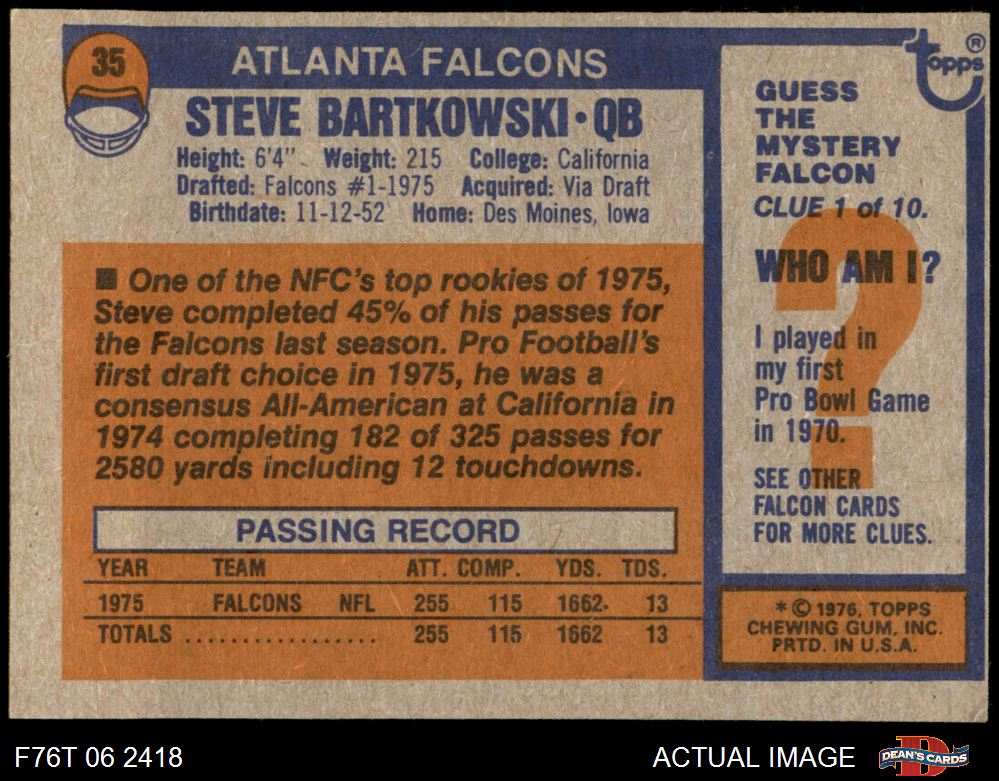 35
ATLANTA FALCONS
STEVE BARTKOWSKI • QB
Height: 6'4" Weight: 215 College: California
Drafted: Falcons #1-1975 Acquired: Via Draft
Birthdate: 11-12-52 Home: Des Moines, Iowa
■ One of the NFC's top rookies of 1975,
Steve completed 45% of his passes for
the Falcons last season. Pro Football's
first draft choice in 1975, he was a
consensus All-American at California in
1974 completing 182 of 325 passes for
2580 yards including 12 touchdowns.
PASSING RECORD
YEAR TEAM ATT. COMP. YDS. TDS.
1975 FALCONS NFL 255 115 1662 13
TOTALS ................. 255 115 1662 13
topps ®
GUESS
THE
MYSTERY
FALCON
CLUE 1 of 10.
WHO AM I?
I played in
my first
Pro Bowl Game
in 1970.
SEE OTHER
FALCON CARDS
FOR MORE CLUES.
* © 1976, TOPPS
CHEWING GUM, INC.
PRTD. IN U.S.A.
F76T 06 2418 ACTUAL IMAGE
D
DEAN'S CARDS